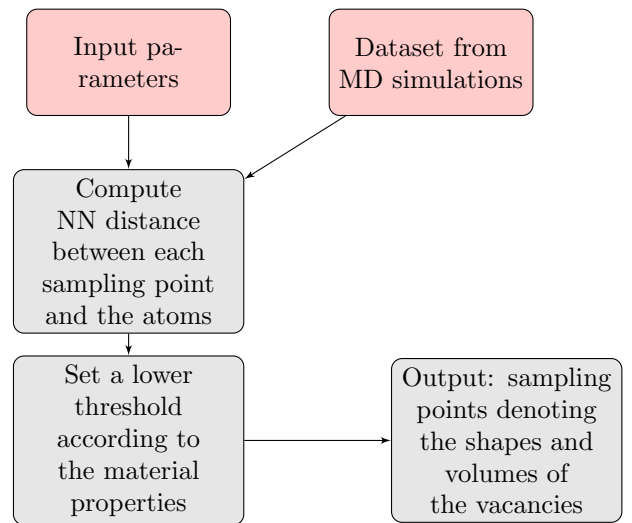 Input pa-
rameters
Dataset from
MD simulations
Compute
NN distance
between each
sampling point
and the atoms
Set a lower
threshold
according to
the material
properties
Output: sampling
points denoting
the shapes and
volumes of
the vacancies